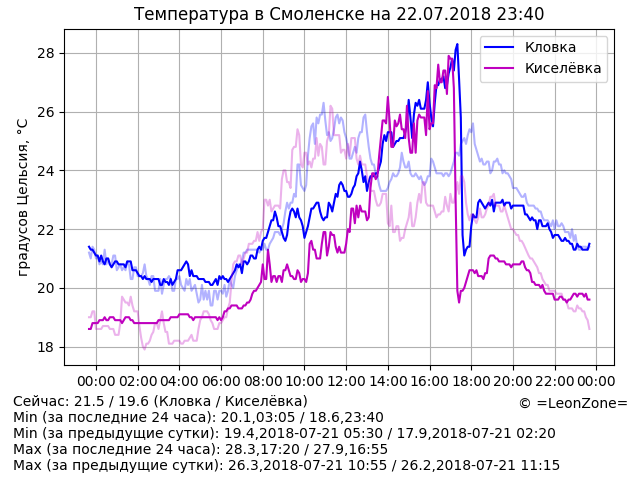 Температура в Смоленске на 22.07.2018 23:40
градусов Цельсия, °C
28
26
24
22
20
18
Кловка
Киселёвка
00:00 02:00 04:00 06:00 08:00 10:00 12:00 14:00 16:00 18:00 20:00 22:00 00:00
Сейчас: 21.5 / 19.6 (Кловка / Киселёвка)
© =LeonZone=
Min (за последние 24 часа): 20.1,03:05 / 18.6,23:40
Min (за предыдущие сутки): 19.4,2018-07-21 05:30 / 17.9,2018-07-21 02:20
Max (за последние 24 часа): 28.3,17:20 / 27.9,16:55
Max (за предыдущие сутки): 26.3,2018-07-21 10:55 / 26.2,2018-07-21 11:15